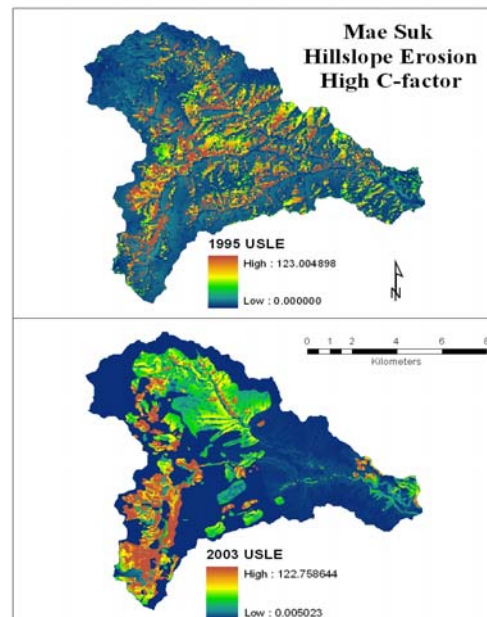 Mae Suk
Hillslope Erosion
High C-factor
1995 USLE
High : 123.004898
Low : 0.000000
N
0 1 2 4 6 8
Kilometers
2003 USLE
High : 122.758644
Low : 0.005023